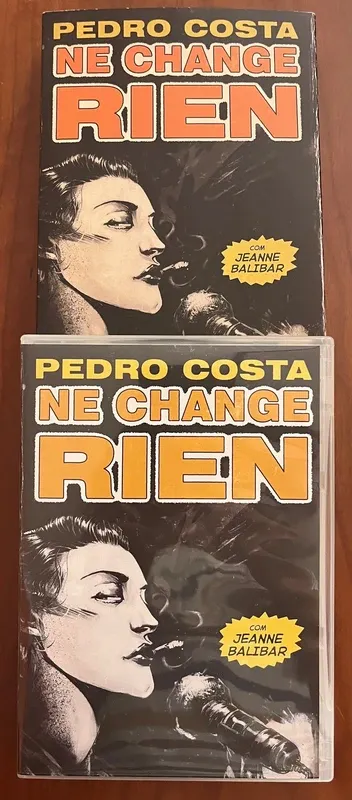 PEDRO COSTA
NE CHANGE
RIEN
COM
JEANNE
BALIBAR
PEDRO COSTA
NE CHANGE
RIEN
COM
JEANNE
BALIBAR